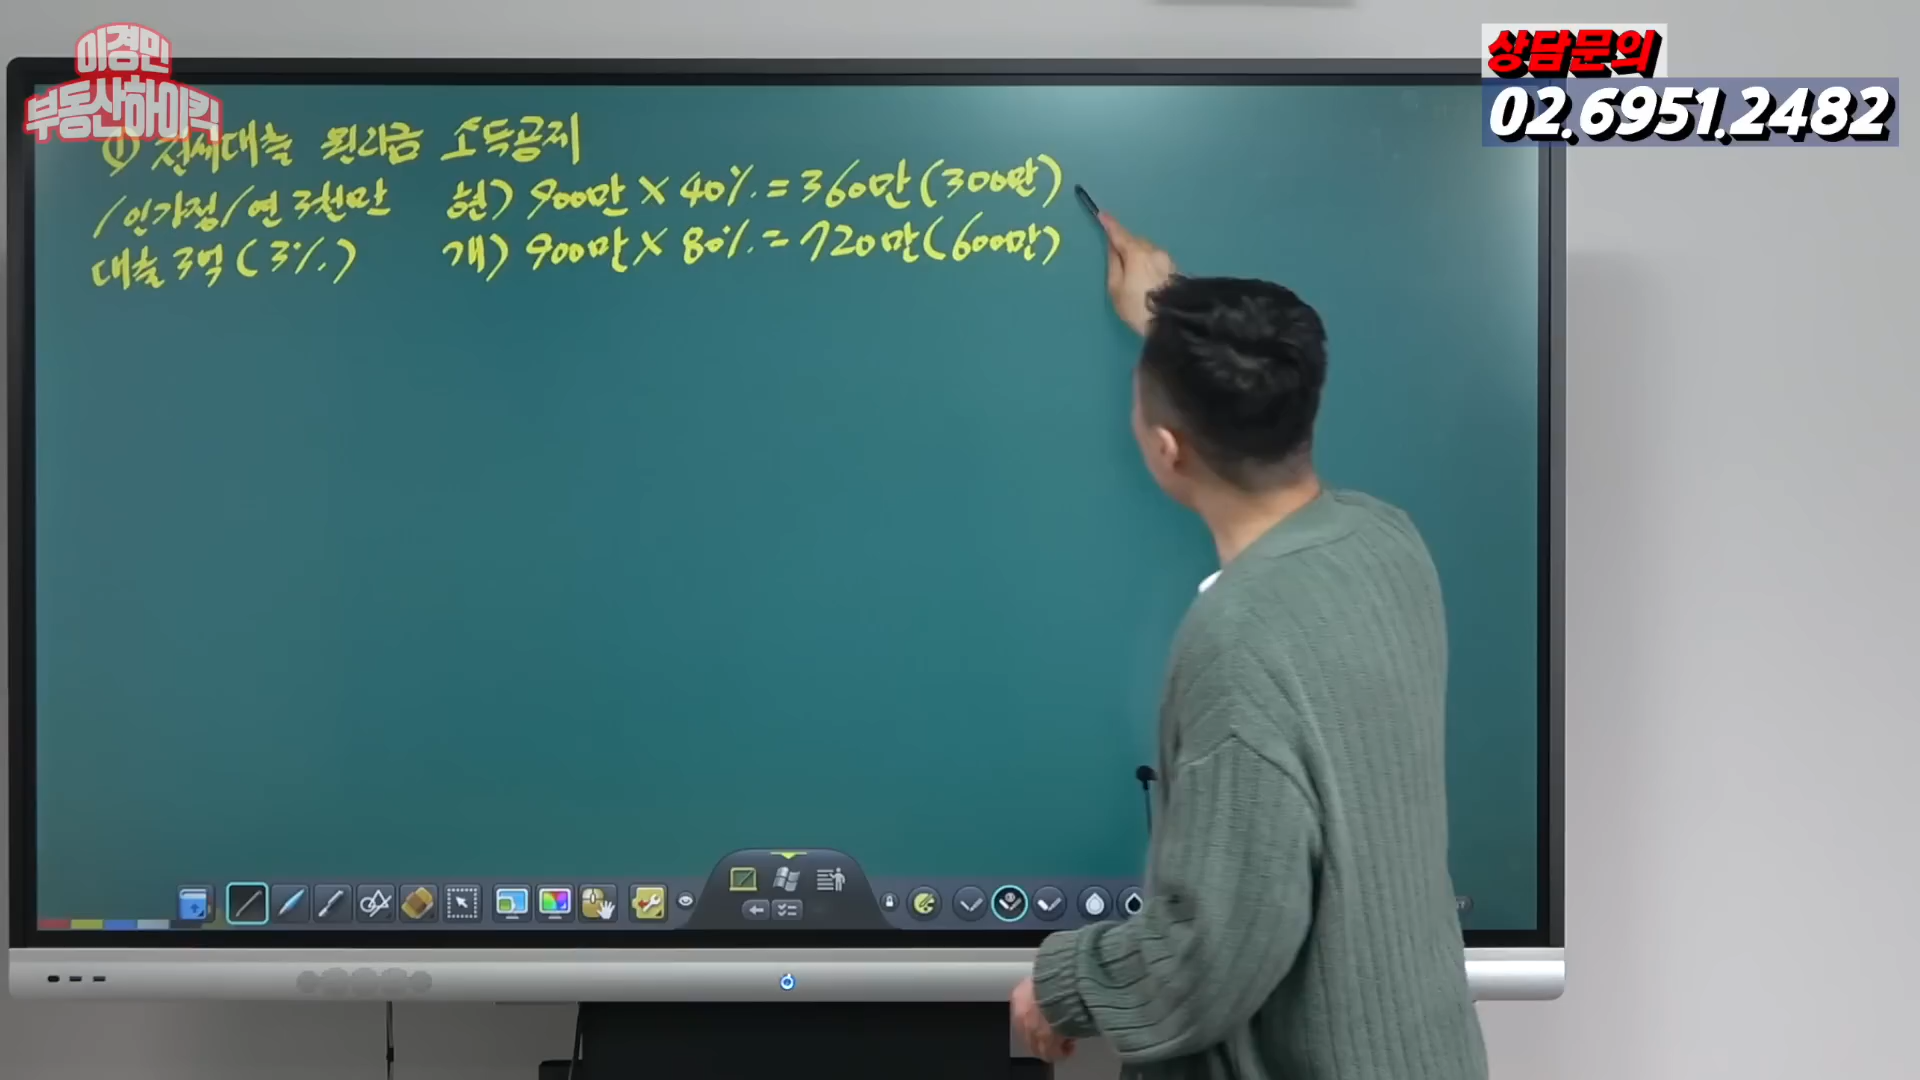 이경민
부동산하이킥
상담문의
02.6951.2482
① 전세대출 원리금 소득공제
1인가정/연 3천만
대출 3억 (3%)
현) 900만 × 40% = 360만 (300만)
개) 900만 × 80% = 720만 (600만)